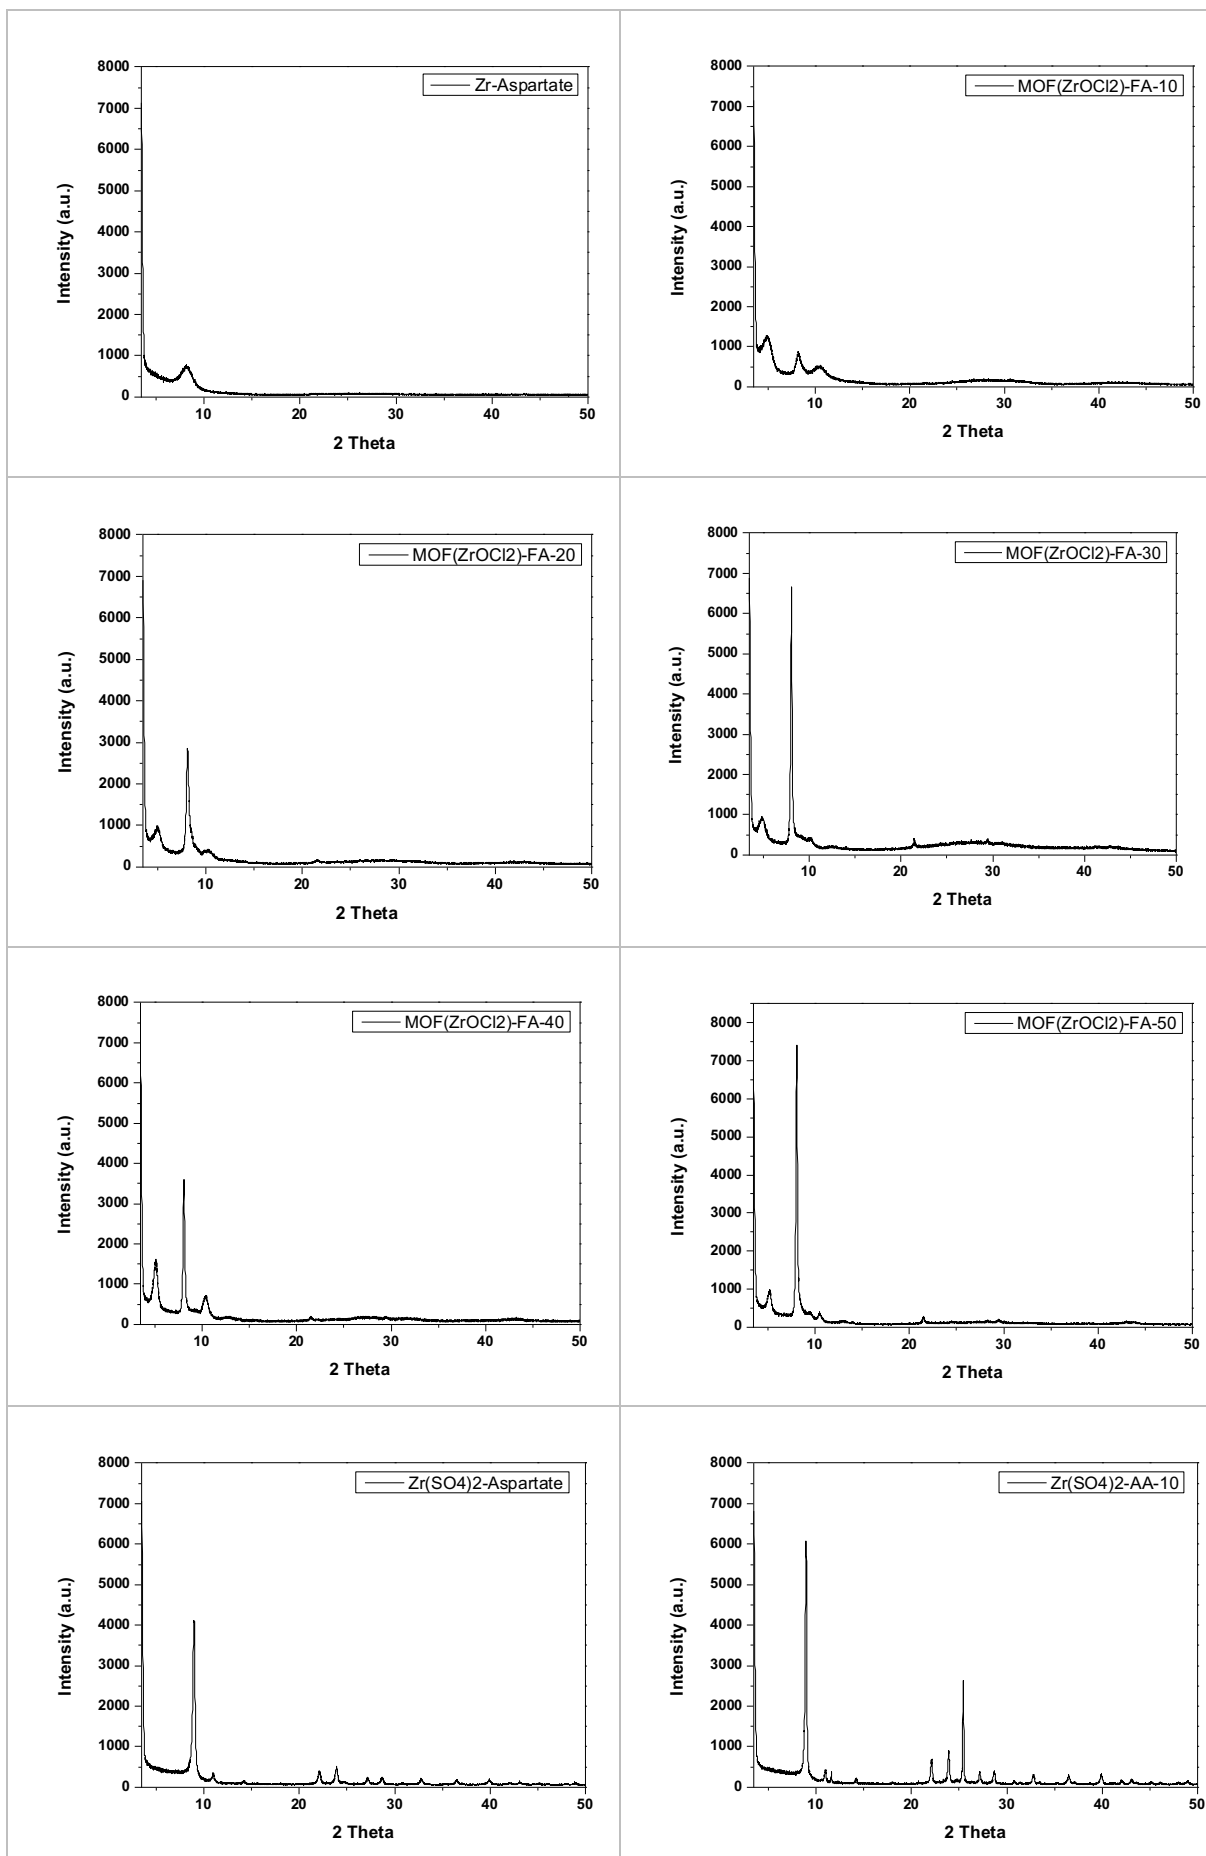 8000
7000
6000
5000
4000
3000
2000
1000
0
Intensity (a.u.)
Zr-Aspartate
10 20 30 40 50
2 Theta
8000
7000
6000
5000
4000
3000
2000
1000
0
Intensity (a.u.)
MOF(ZrOCl2)-FA-10
10 20 30 40 50
2 Theta
8000
7000
6000
5000
4000
3000
2000
1000
0
Intensity (a.u.)
MOF(ZrOCl2)-FA-20
10 20 30 40 50
2 Theta
8000
7000
6000
5000
4000
3000
2000
1000
0
Intensity (a.u.)
MOF(ZrOCl2)-FA-30
10 20 30 40 50
2 Theta
8000
7000
6000
5000
4000
3000
2000
1000
0
Intensity (a.u.)
MOF(ZrOCl2)-FA-40
10 20 30 40 50
2 Theta
8000
7000
6000
5000
4000
3000
2000
1000
0
Intensity (a.u.)
MOF(ZrOCl2)-FA-50
10 20 30 40 50
2 Theta
8000
7000
6000
5000
4000
3000
2000
1000
0
Intensity (a.u.)
Zr(SO4)2-Aspartate
10 20 30 40 50
2 Theta
8000
7000
6000
5000
4000
3000
2000
1000
0
Intensity (a.u.)
Zr(SO4)2-AA-10
10 20 30 40 50
2 Theta